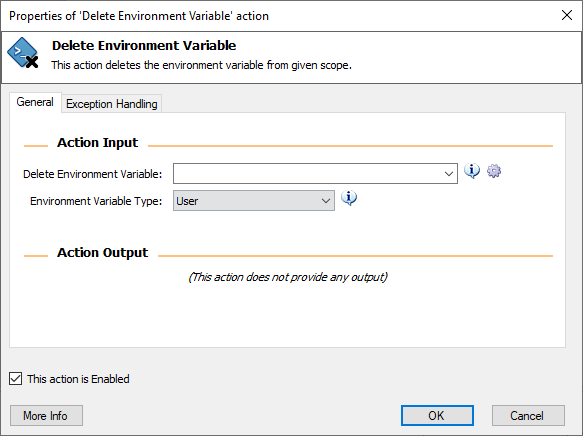 Properties of 'Delete Environment Variable' action
Delete Environment Variable
This action deletes the environment variable from given scope.
General
Exception Handling
Action Input
Delete Environment Variable:
Environment Variable Type: User
Action Output
(This action does not provide any output)
This action is Enabled
More Info
OK
Cancel